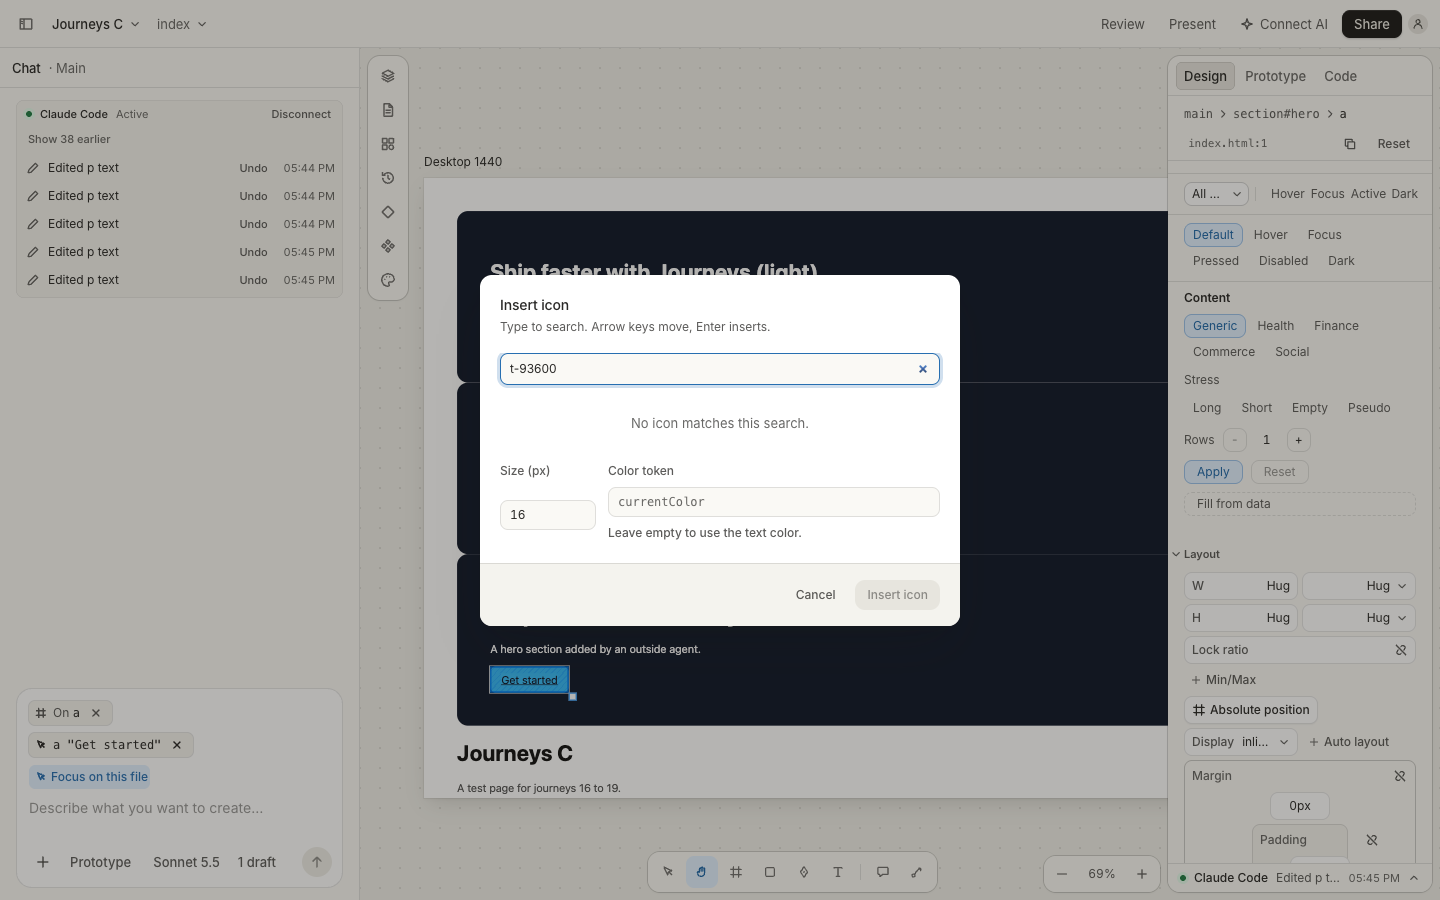 Journeys C
index
Review
Present
Connect AI
Share
Chat · Main
Claude Code Active Disconnect
Show 38 earlier
Edited p text Undo 05:44 PM
Edited p text Undo 05:44 PM
Edited p text Undo 05:44 PM
Edited p text Undo 05:45 PM
Edited p text Undo 05:45 PM
On a
a "Get started"
Focus on this file
Describe what you want to create...
Prototype Sonnet 5.5 1 draft
Desktop 1440
Ship faster with Journeys (light)
Insert icon
Type to search. Arrow keys move, Enter inserts.
t-93600
No icon matches this search.
Size (px)
Color token
16
currentColor
Leave empty to use the text color.
Cancel
Insert icon
A hero section added by an outside agent.
Get started
Journeys C
A test page for journeys 16 to 19.
T
69%
Design Prototype Code
main > section#hero > a
index.html:1
Reset
All ...
Hover Focus Active Dark
Default Hover Focus
Pressed Disabled Dark
Content
Generic Health Finance
Commerce Social
Stress
Long Short Empty Pseudo
Rows - 1 +
Apply Reset
Fill from data
Layout
W Hug Hug
H Hug Hug
Lock ratio
Min/Max
Absolute position
Display inli... Auto layout
Margin
0px
Padding
Claude Code Edited p t... 05:45 PM